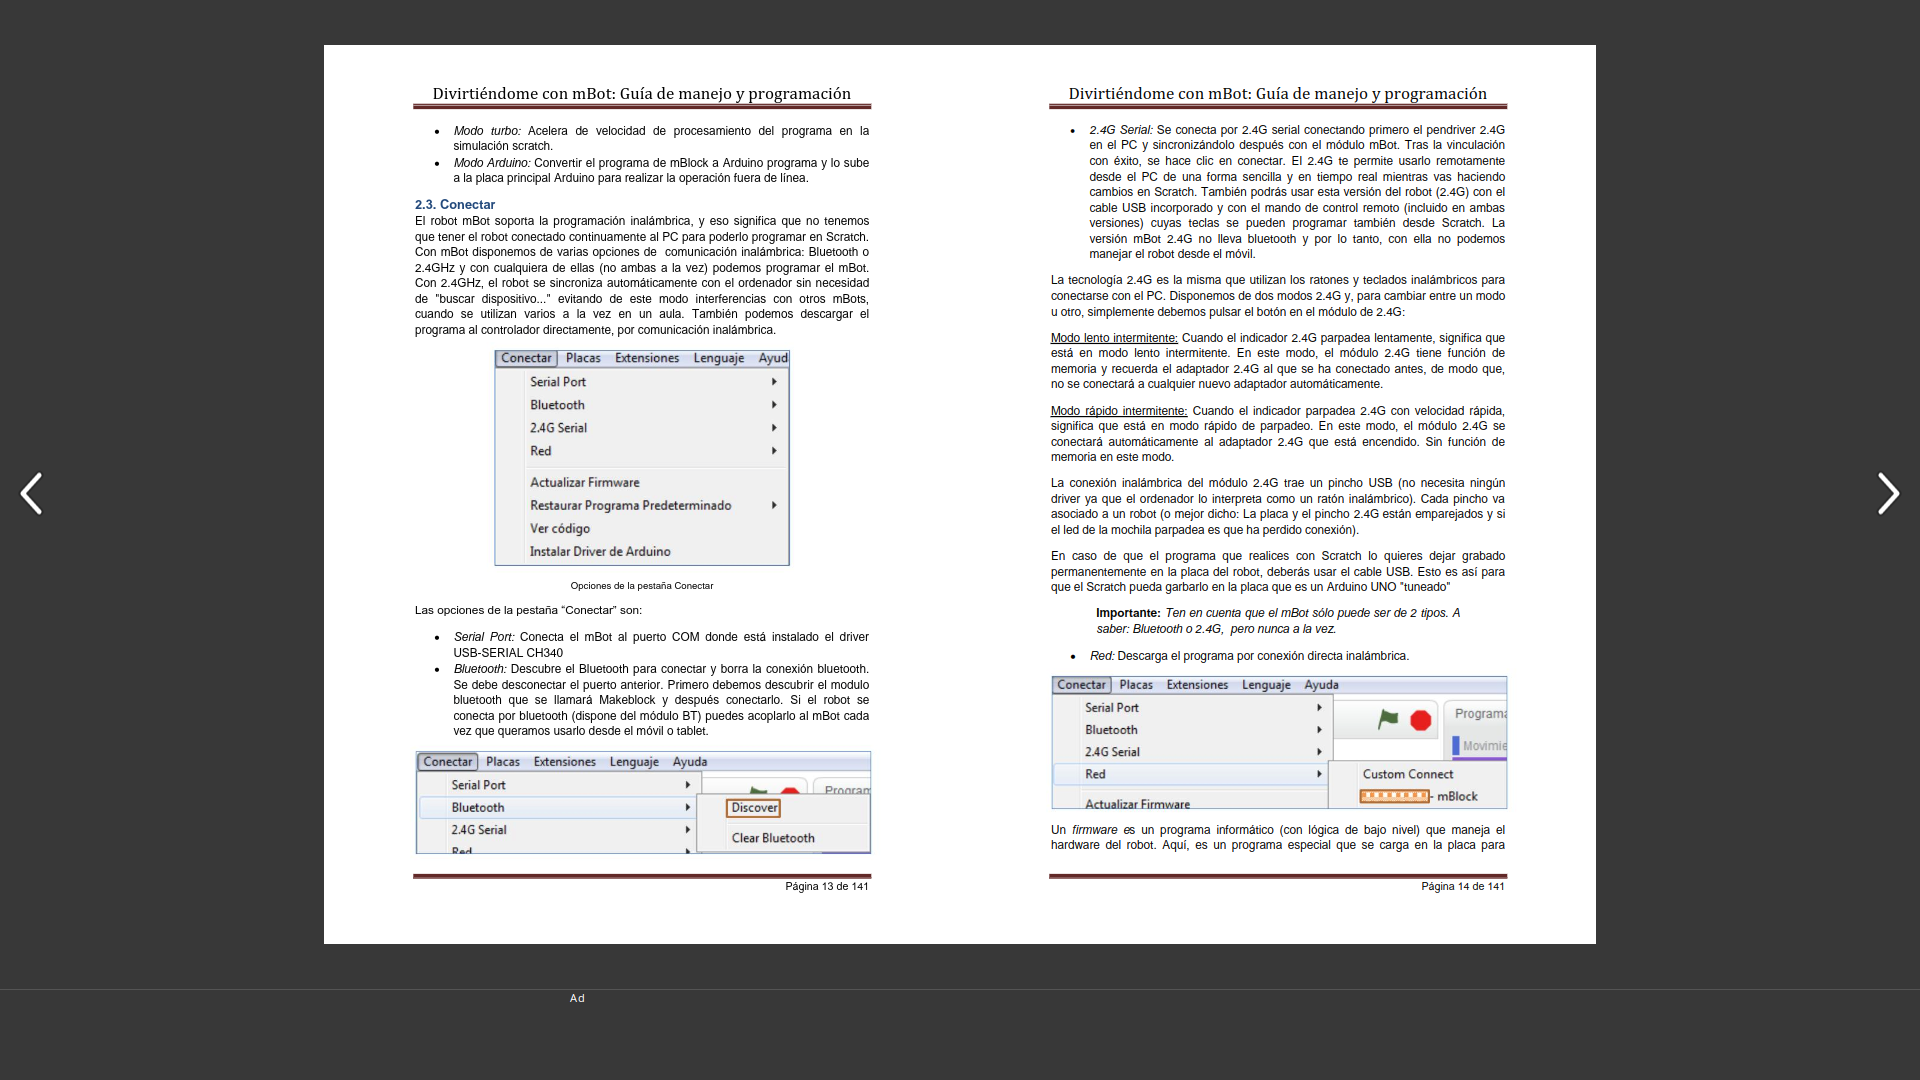 Divirtiéndome con mBot: Guía de manejo y programación
• Modo turbo: Acelera de velocidad de procesamiento del programa en la
simulación scratch.
• Modo Arduino: Convertir el programa de mBlock a Arduino programa y lo sube
a la placa principal Arduino para realizar la operación fuera de línea.
2.3. Conectar
El robot mBot soporta la programación inalámbrica, y eso significa que no tenemos
que tener el robot conectado continuamente al PC para poderlo programar en Scratch.
Con mBot disponemos de varias opciones de comunicación inalámbrica: Bluetooth o
2.4GHz y con cualquiera de ellas (no ambas a la vez) podemos programar el mBot.
Con 2.4GHz, el robot se sincroniza automáticamente con el ordenador sin necesidad
de "buscar dispositivo..." evitando de este modo interferencias con otros mBots,
cuando se utilizan varios a la vez en un aula. También podemos descargar el
programa al controlador directamente, por comunicación inalámbrica.
Conectar Placas Extensiones Lenguaje Ayud
Serial Port
Bluetooth
2.4G Serial
Red
Actualizar Firmware
Restaurar Programa Predeterminado
Ver código
Instalar Driver de Arduino
Opciones de la pestaña Conectar
Las opciones de la pestaña “Conectar” son:
• Serial Port: Conecta el mBot al puerto COM donde está instalado el driver
USB-SERIAL CH340
• Bluetooth: Descubre el Bluetooth para conectar y borra la conexión bluetooth.
Se debe desconectar el puerto anterior. Primero debemos descubrir el modulo
bluetooth que se llamará Makeblock y después conectarlo. Si el robot se
conecta por bluetooth (dispone del módulo BT) puedes acoplarlo al mBot cada
vez que queramos usarlo desde el móvil o tablet.
Conectar Placas Extensiones Lenguaje Ayuda
Serial Port Program
Bluetooth Discover
2.4G Serial Clear Bluetooth
Red
Página 13 de 141
Divirtiéndome con mBot: Guía de manejo y programación
• 2.4G Serial: Se conecta por 2.4G serial conectando primero el pendriver 2.4G
en el PC y sincronizándolo después con el módulo mBot. Tras la vinculación
con éxito, se hace clic en conectar. El 2.4G te permite usarlo remotamente
desde el PC de una forma sencilla y en tiempo real mientras vas haciendo
cambios en Scratch. También podrás usar esta versión del robot (2.4G) con el
cable USB incorporado y con el mando de control remoto (incluido en ambas
versiones) cuyas teclas se pueden programar también desde Scratch. La
versión mBot 2.4G no lleva bluetooth y por lo tanto, con ella no podemos
manejar el robot desde el móvil.
La tecnología 2.4G es la misma que utilizan los ratones y teclados inalámbricos para
conectarse con el PC. Disponemos de dos modos 2.4G y, para cambiar entre un modo
u otro, simplemente debemos pulsar el botón en el módulo de 2.4G:
Modo lento intermitente: Cuando el indicador 2.4G parpadea lentamente, significa que
está en modo lento intermitente. En este modo, el módulo 2.4G tiene función de
memoria y recuerda el adaptador 2.4G al que se ha conectado antes, de modo que,
no se conectará a cualquier nuevo adaptador automáticamente.
Modo rápido intermitente: Cuando el indicador parpadea 2.4G con velocidad rápida,
significa que está en modo rápido de parpadeo. En este modo, el módulo 2.4G se
conectará automáticamente al adaptador 2.4G que está encendido. Sin función de
memoria en este modo.
La conexión inalámbrica del módulo 2.4G trae un pincho USB (no necesita ningún
driver ya que el ordenador lo interpreta como un ratón inalámbrico). Cada pincho va
asociado a un robot (o mejor dicho: La placa y el pincho 2.4G están emparejados y si
el led de la mochila parpadea es que ha perdido conexión).
En caso de que el programa que realices con Scratch lo quieres dejar grabado
permanentemente en la placa del robot, deberás usar el cable USB. Esto es así para
que el Scratch pueda garbarlo en la placa que es un Arduino UNO "tuneado"
Importante: Ten en cuenta que el mBot sólo puede ser de 2 tipos. A
saber: Bluetooth o 2.4G, pero nunca a la vez.
• Red: Descarga el programa por conexión directa inalámbrica.
Conectar Placas Extensiones Lenguaje Ayuda
Serial Port Programa
Bluetooth Movimie
2.4G Serial
Red Custom Connect
Actualizar Firmware - mBlock
Un firmware es un programa informático (con lógica de bajo nivel) que maneja el
hardware del robot. Aquí, es un programa especial que se carga en la placa para
Página 14 de 141
Ad